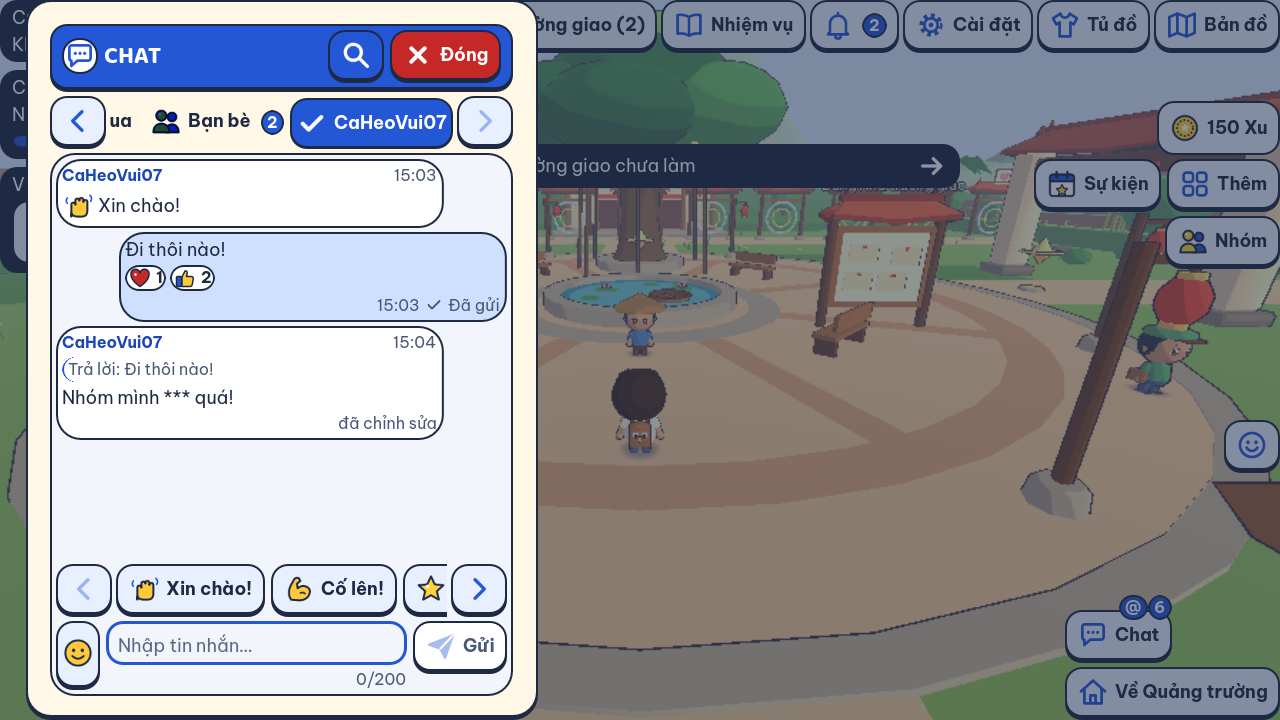 CHAT
Đóng
ua
Bạn bè 2
CaHeoVui07
CaHeoVui07 15:03
Xin chào!
Đi thôi nào!
1 2
15:03 Đã gửi
CaHeoVui07 15:04
Trả lời: Đi thôi nào!
Nhóm mình *** quá!
đã chỉnh sửa
Xin chào!
Cố lên!
Nhập tin nhắn...
Gửi
0/200
ờng giao (2)
Nhiệm vụ
2
Cài đặt
Tủ đồ
Bản đồ
150 Xu
ờng giao chưa làm
Sự kiện
Thêm
Nhóm
@ 6
Chat
Về Quảng trường